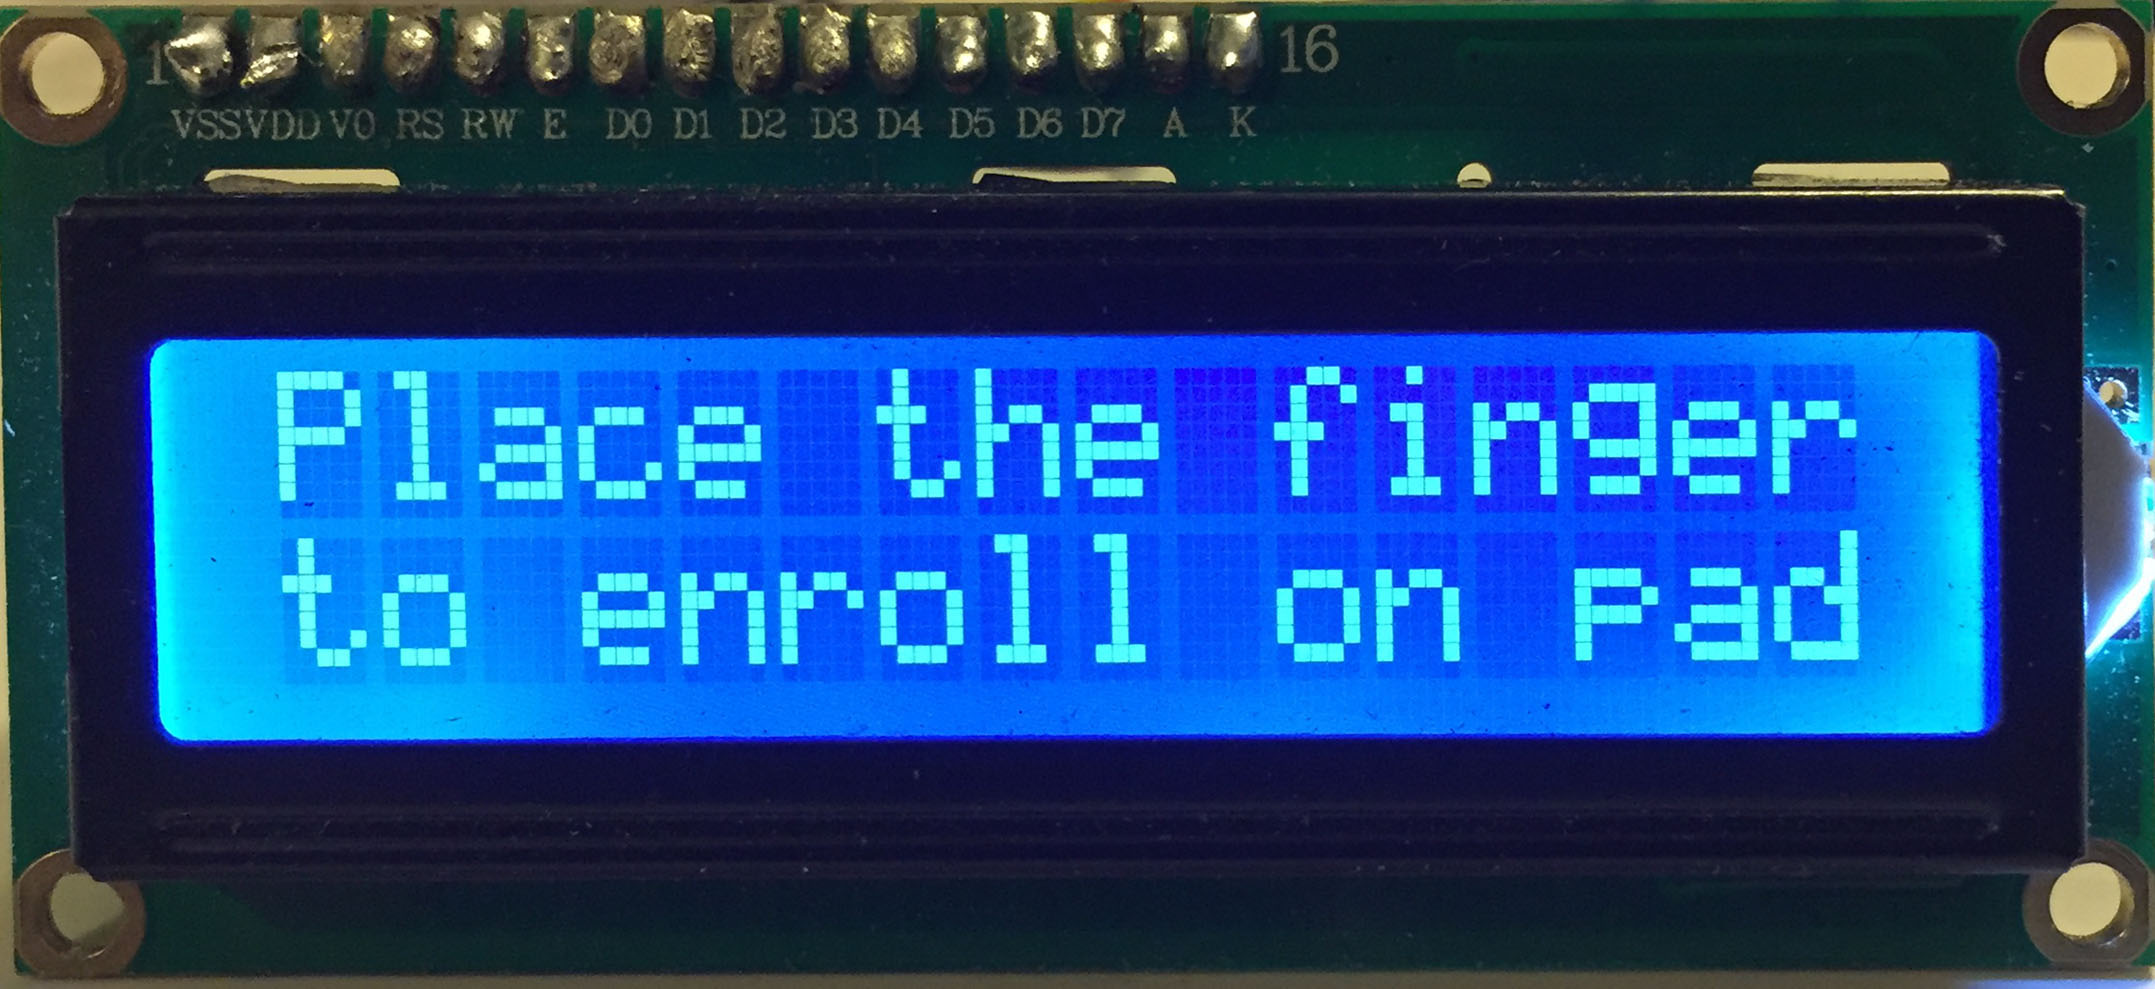 1 16
VSS VDD V0 RS RW E D0 D1 D2 D3 D4 D5 D6 D7 A K
Place the finger
to enroll on pad